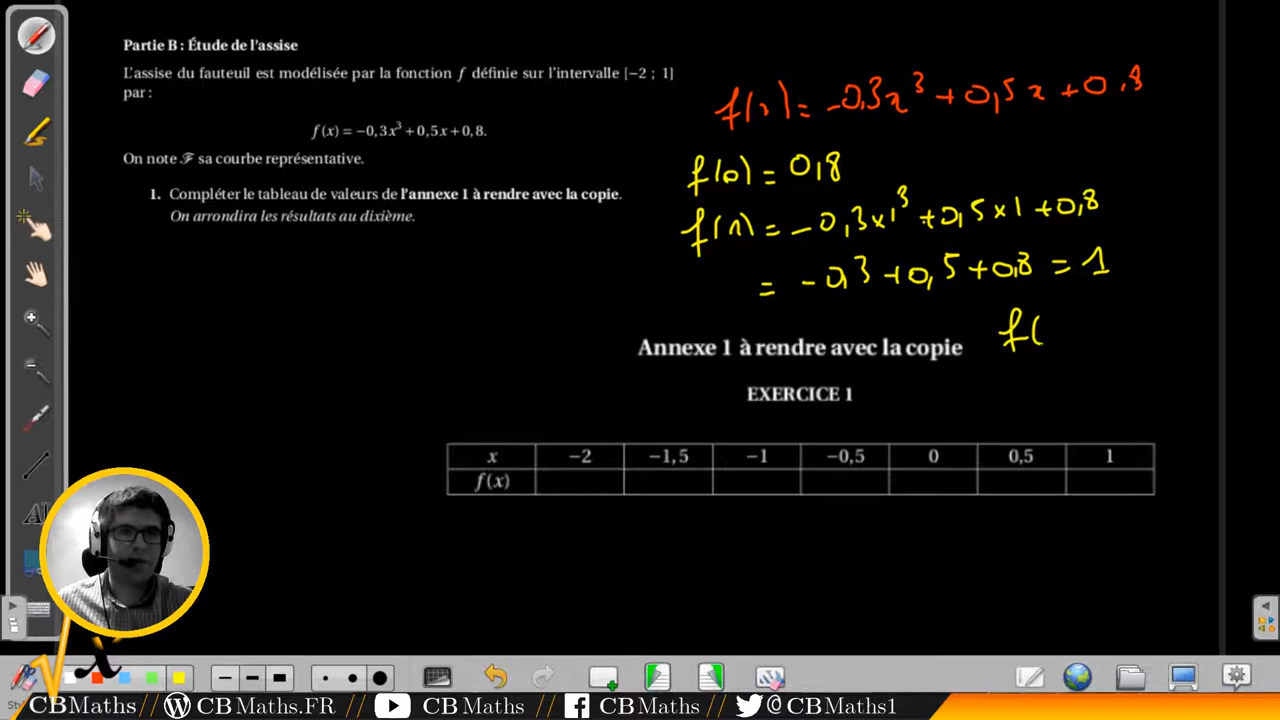 Partie B : Étude de l'assise
L'assise du fauteuil est modélisée par la fonction f définie sur l'intervalle [−2 ; 1]
par :
f(x) = −0,3x³ + 0,5x + 0,8.
On note ℱ sa courbe représentative.
1. Compléter le tableau de valeurs de l'annexe 1 à rendre avec la copie.
On arrondira les résultats au dixième.
f(x) = −0,3x³ + 0,5x + 0,8
f(0) = 0,8
f(1) = −0,3×1³ + 0,5×1 + 0,8
= −0,3 + 0,5 + 0,8 = 1
f(
Annexe 1 à rendre avec la copie
EXERCICE 1
x −2 −1,5 −1 −0,5 0 0,5 1
f(x)
CBMaths CBMaths.FR CBMaths CBMaths @CBMaths1